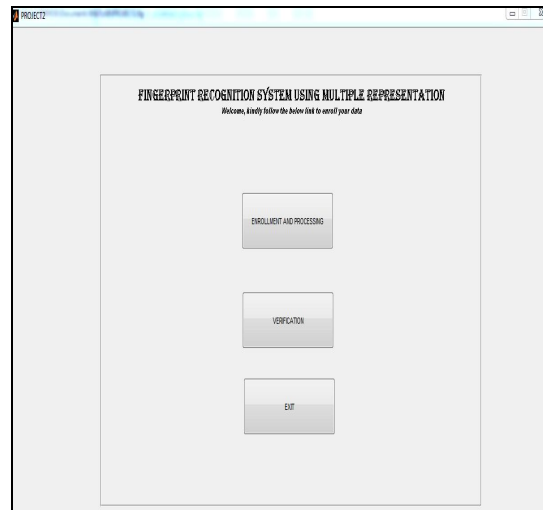 PROJECT2
FINGERPRINT RECOGNITION SYSTEM USING MULTIPLE REPRESENTATION
Welcome, kindly follow the below link to enroll your data
ENROLLMENT AND PROCESSING
VERIFICATION
EXIT